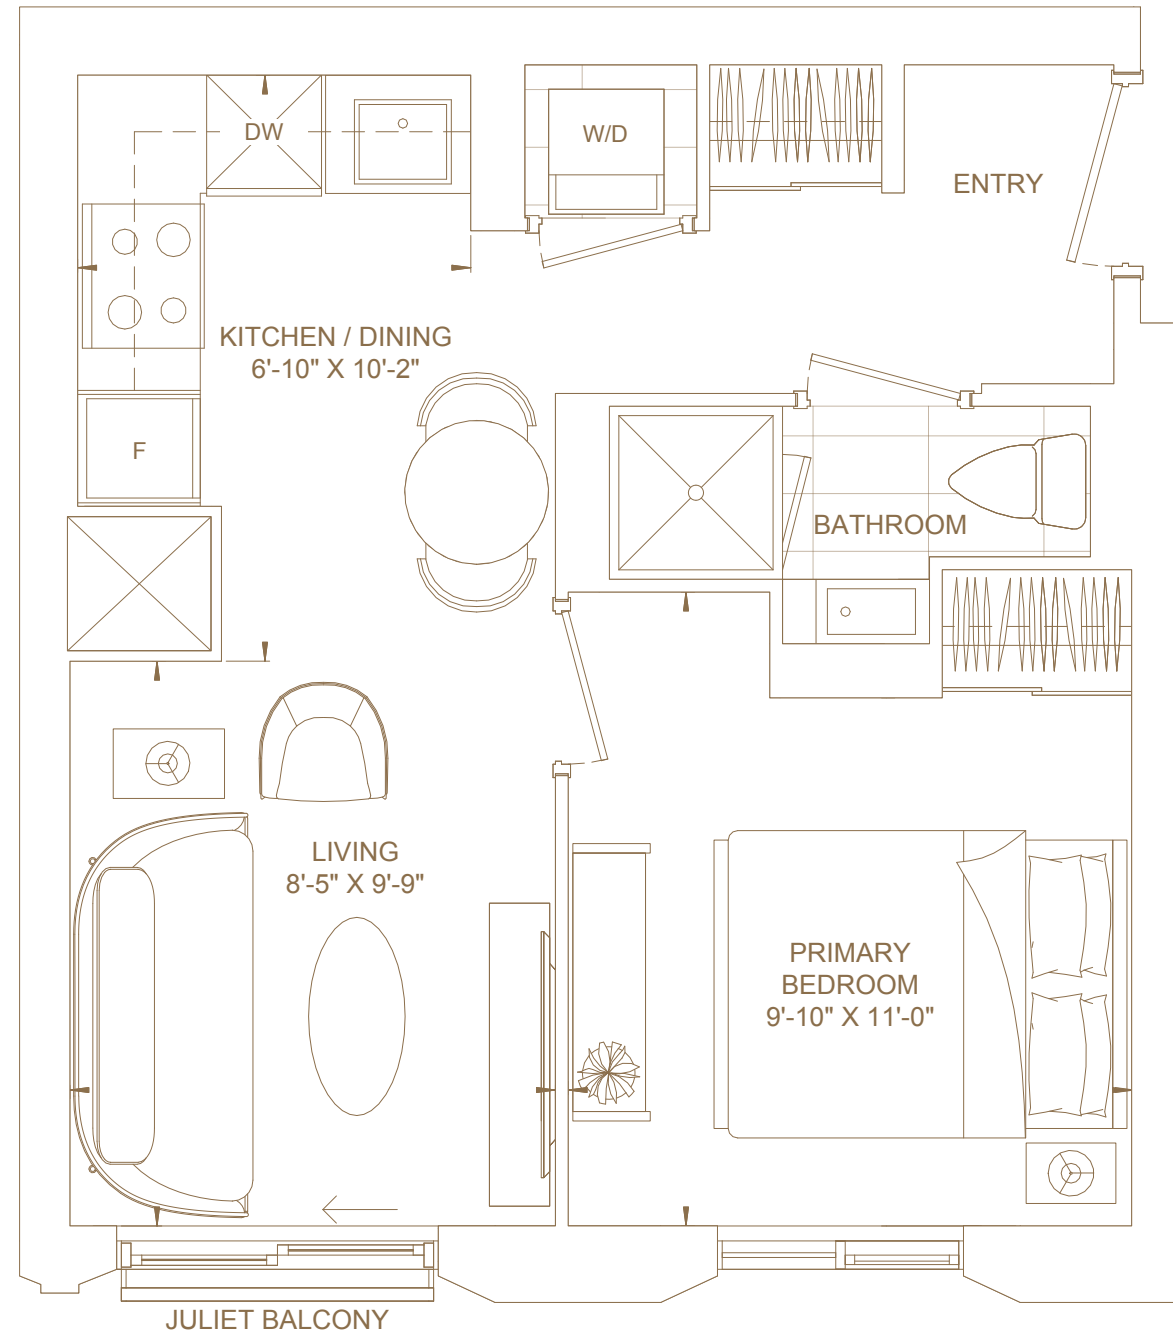 DW
W/D
ENTRY
KITCHEN / DINING
6'-10" X 10'-2"
F
BATHROOM
LIVING
8'-5" X 9'-9"
PRIMARY
BEDROOM
9'-10" X 11'-0"
JULIET BALCONY